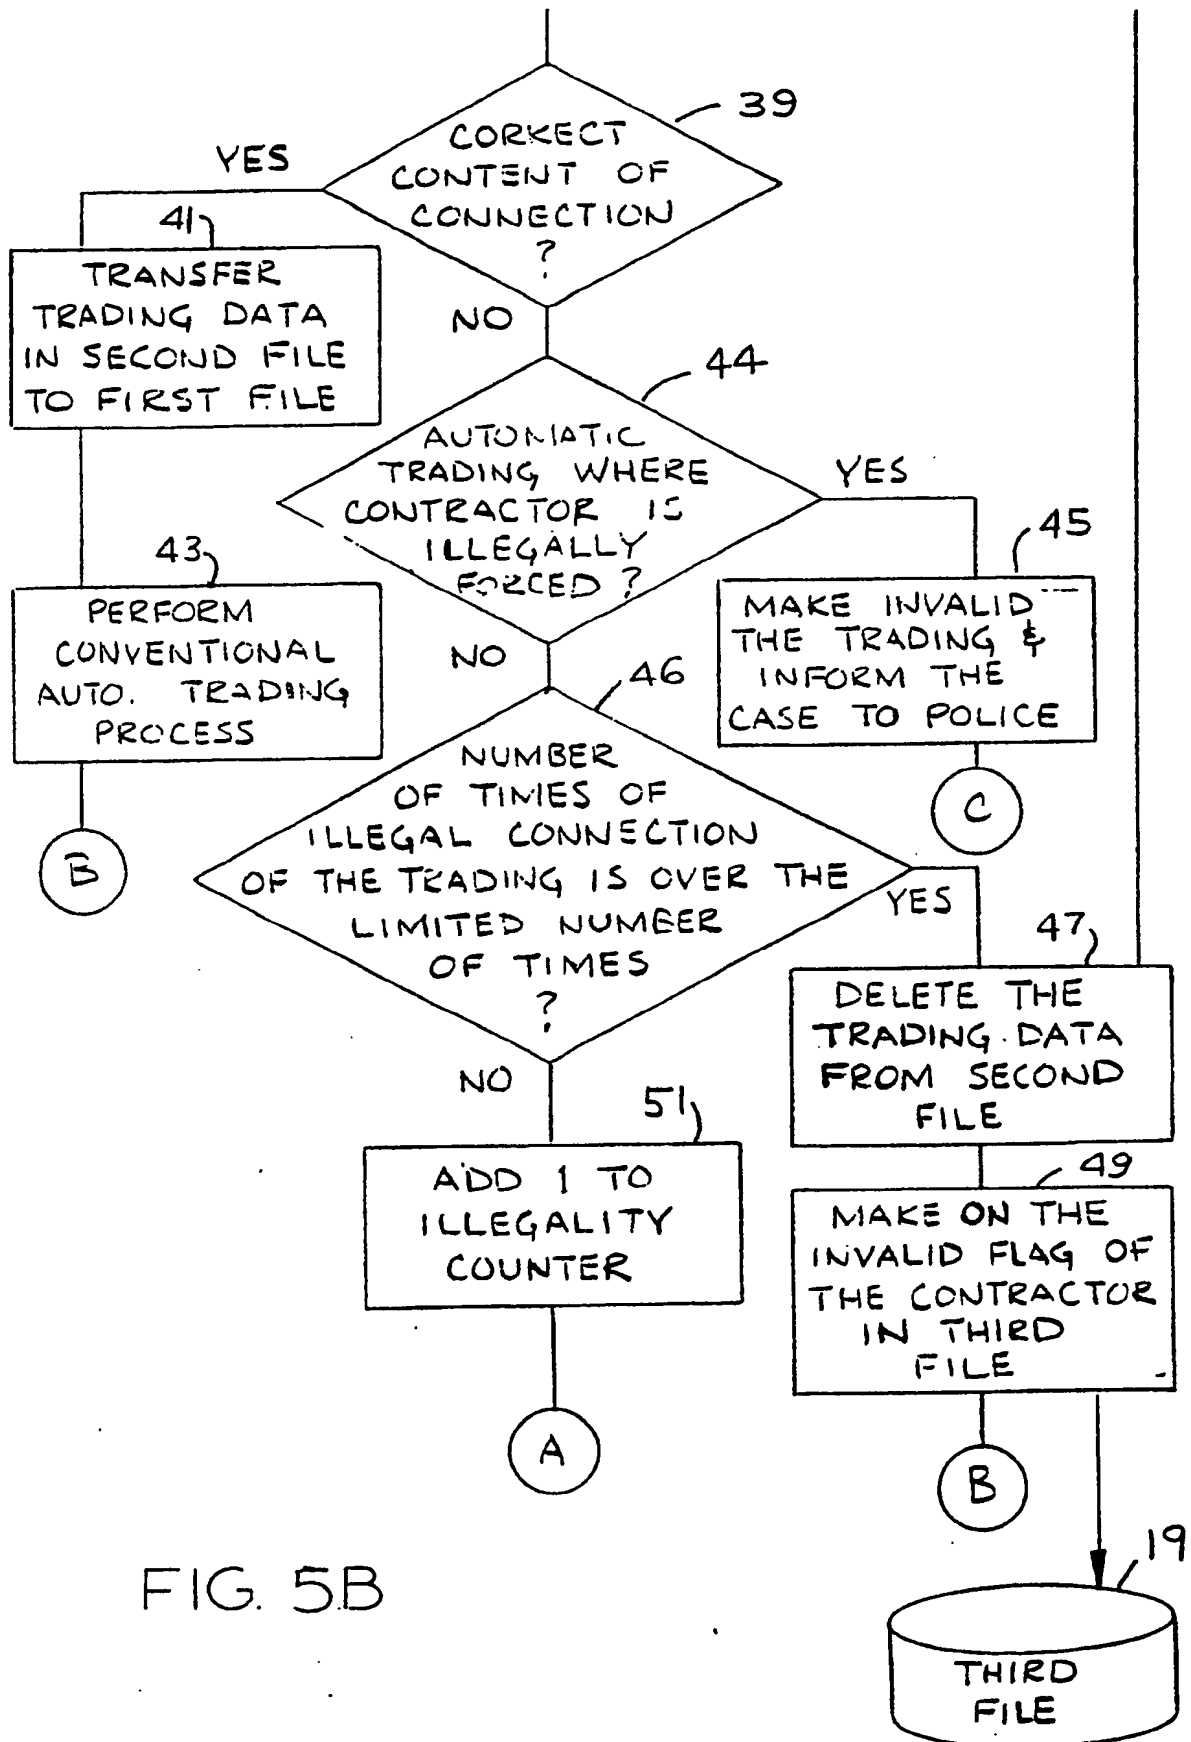 39
CORRECT
CONTENT OF
CONNECTION
?
YES
NO
41
TRANSFER
TRADING DATA
IN SECOND FILE
TO FIRST FILE
44
AUTOMATIC
TRADING WHERE
CONTRACTOR IS
ILLEGALLY
FORCED ?
YES
NO
43
PERFORM
CONVENTIONAL
AUTO. TRADING
PROCESS
B
45
MAKE INVALID
THE TRADING &
INFORM THE
CASE TO POLICE
C
46
NUMBER
OF TIMES OF
ILLEGAL CONNECTION
OF THE TRADING IS OVER THE
LIMITED NUMBER
OF TIMES
?
YES
NO
47
DELETE THE
TRADING DATA
FROM SECOND
FILE
51
ADD 1 TO
ILLEGALITY
COUNTER
A
49
MAKE ON THE
INVALID FLAG OF
THE CONTRACTOR
IN THIRD
FILE
B
19
THIRD
FILE
FIG. 5B